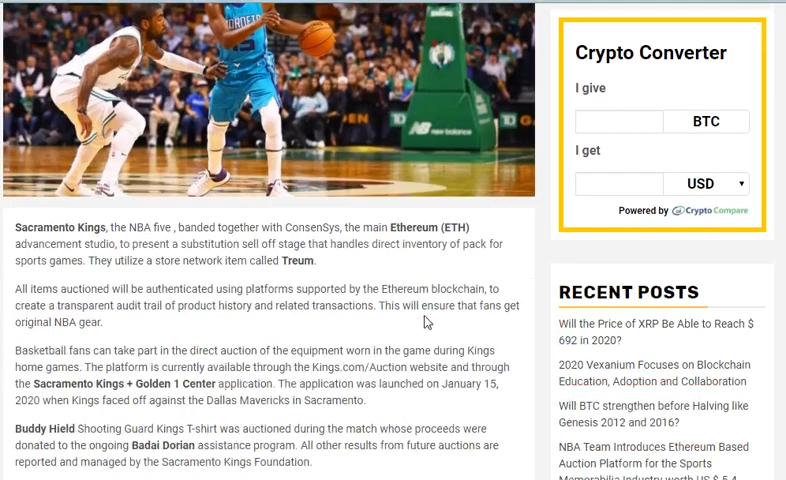 HORNETS
new balance
Sacramento Kings, the NBA five , banded together with ConsenSys, the main Ethereum (ETH)
advancement studio, to present a substitution sell off stage that handles direct inventory of pack for
sports games. They utilize a store network item called Treum.
All items auctioned will be authenticated using platforms supported by the Ethereum blockchain, to
create a transparent audit trail of product history and related transactions. This will ensure that fans get
original NBA gear.
Basketball fans can take part in the direct auction of the equipment worn in the game during Kings
home games. The platform is currently available through the Kings.com/Auction website and through
the Sacramento Kings + Golden 1 Center application. The application was launched on January 15,
2020 when Kings faced off against the Dallas Mavericks in Sacramento.
Buddy Hield Shooting Guard Kings T-shirt was auctioned during the match whose proceeds were
donated to the ongoing Badai Dorian assistance program. All other results from future auctions are
reported and managed by the Sacramento Kings Foundation.
Crypto Converter
I give
BTC
I get
USD
Powered by CryptoCompare
RECENT POSTS
Will the Price of XRP Be Able to Reach $
692 in 2020?
2020 Vexanium Focuses on Blockchain
Education, Adoption and Collaboration
Will BTC strengthen before Halving like
Genesis 2012 and 2016?
NBA Team Introduces Ethereum Based
Auction Platform for the Sports
Memorabilia Industry worth US $ 5.4